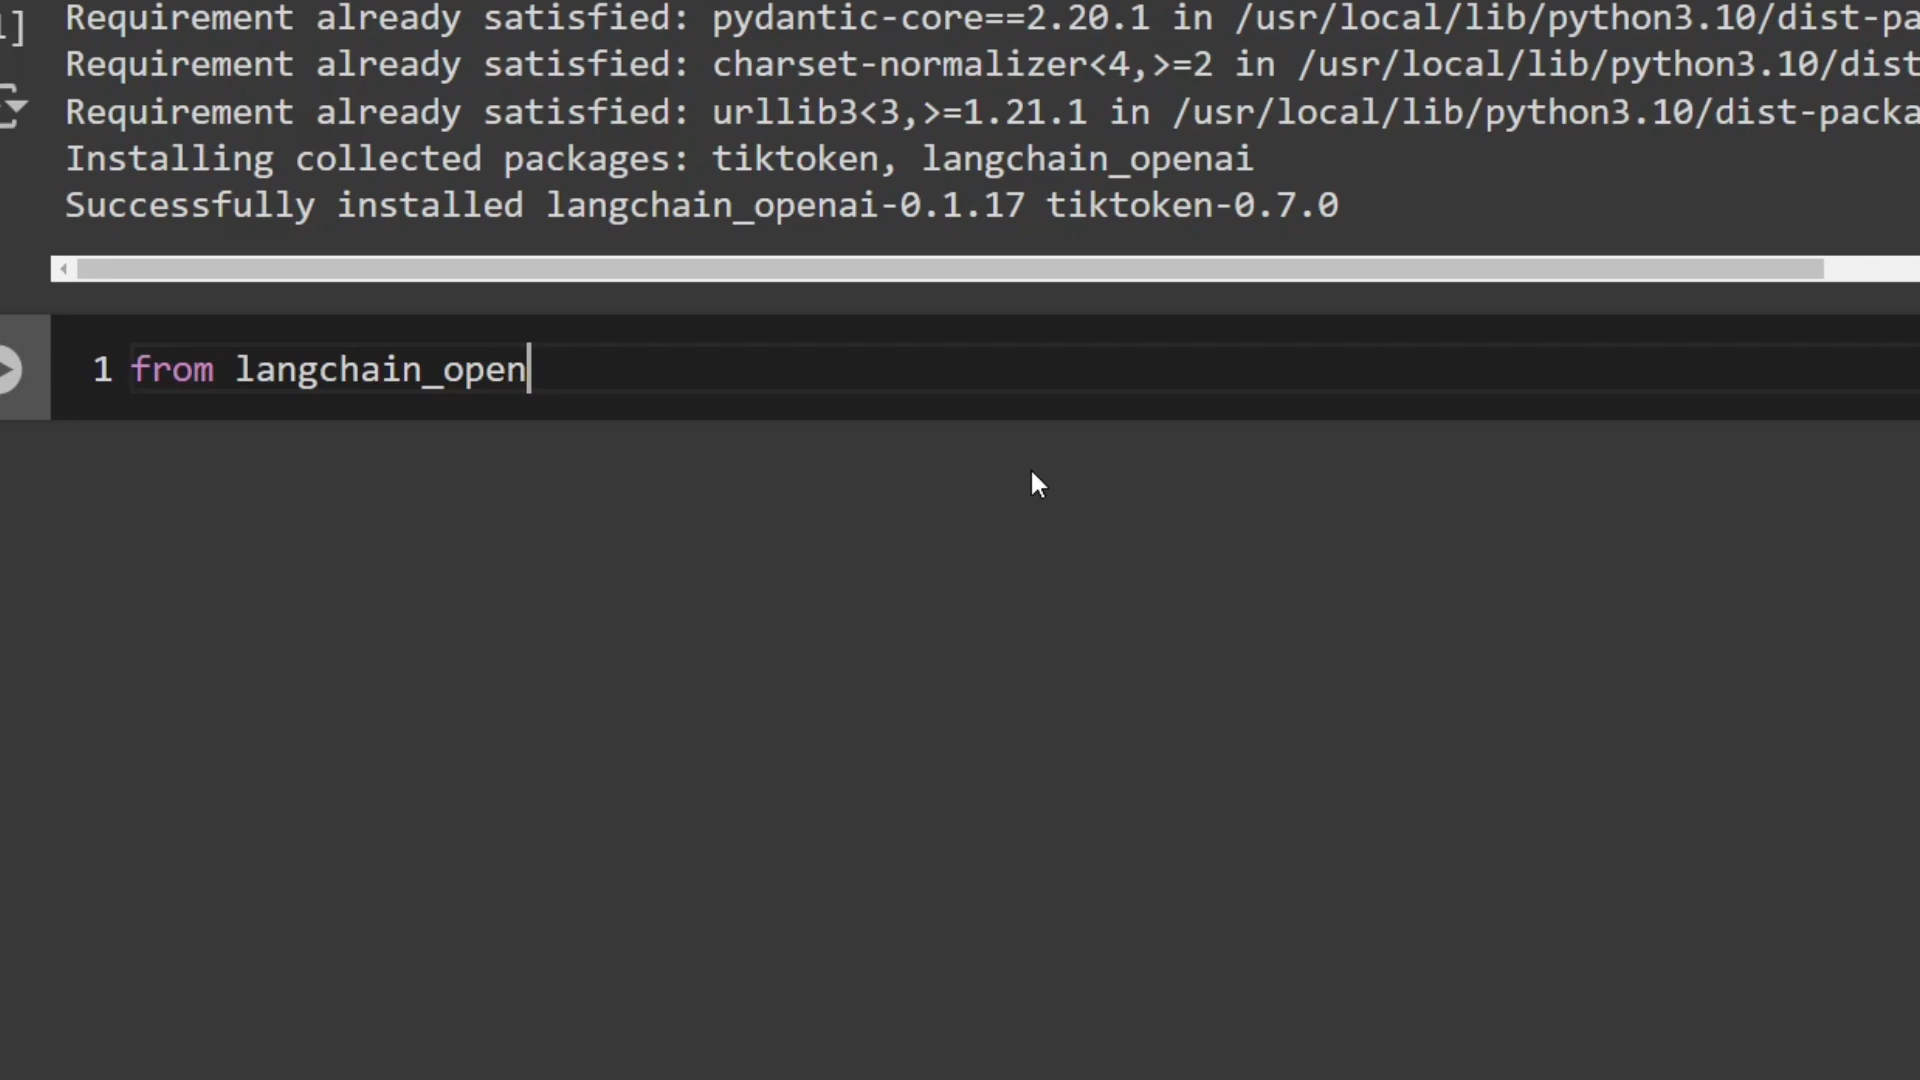 Requirement already satisfied: pydantic-core==2.20.1 in /usr/local/lib/python3.10/dist-pa
Requirement already satisfied: charset-normalizer<4,>=2 in /usr/local/lib/python3.10/dist
Requirement already satisfied: urllib3<3,>=1.21.1 in /usr/local/lib/python3.10/dist-packa
Installing collected packages: tiktoken, langchain_openai
Successfully installed langchain_openai-0.1.17 tiktoken-0.7.0
1 from langchain_open